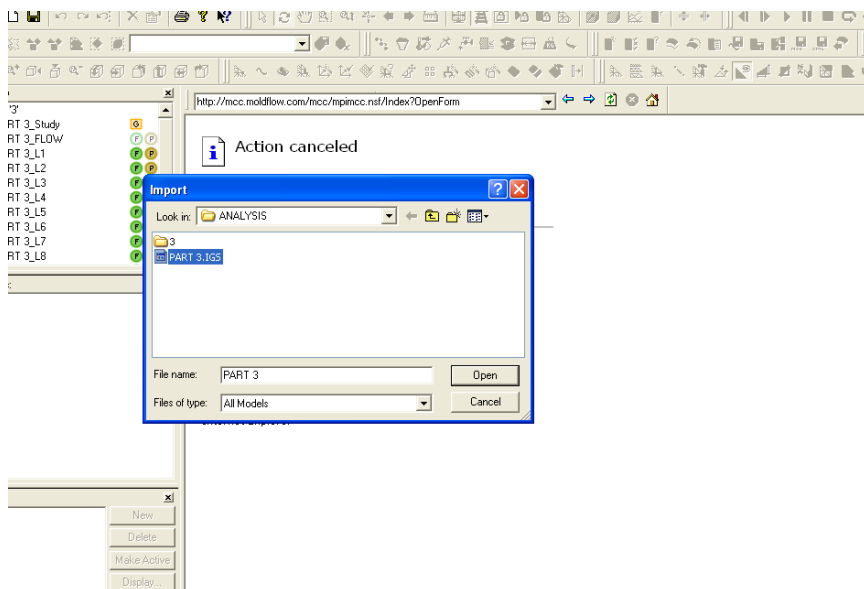 http://mcc.moldflow.com/mcc/mpimcc.nsf/Index?OpenForm
'3'
RT 3_Study
G
RT 3_FLOW
F P
RT 3_L1
F P
RT 3_L2
F P
RT 3_L3
F
RT 3_L4
F
RT 3_L5
F
RT 3_L6
F
RT 3_L7
F
RT 3_L8
F
Action canceled
Import
Look in:
ANALYSIS
3
PART 3.IGS
File name:
PART 3
Open
Files of type:
All Models
Cancel
New
Delete
Make Active
Display...